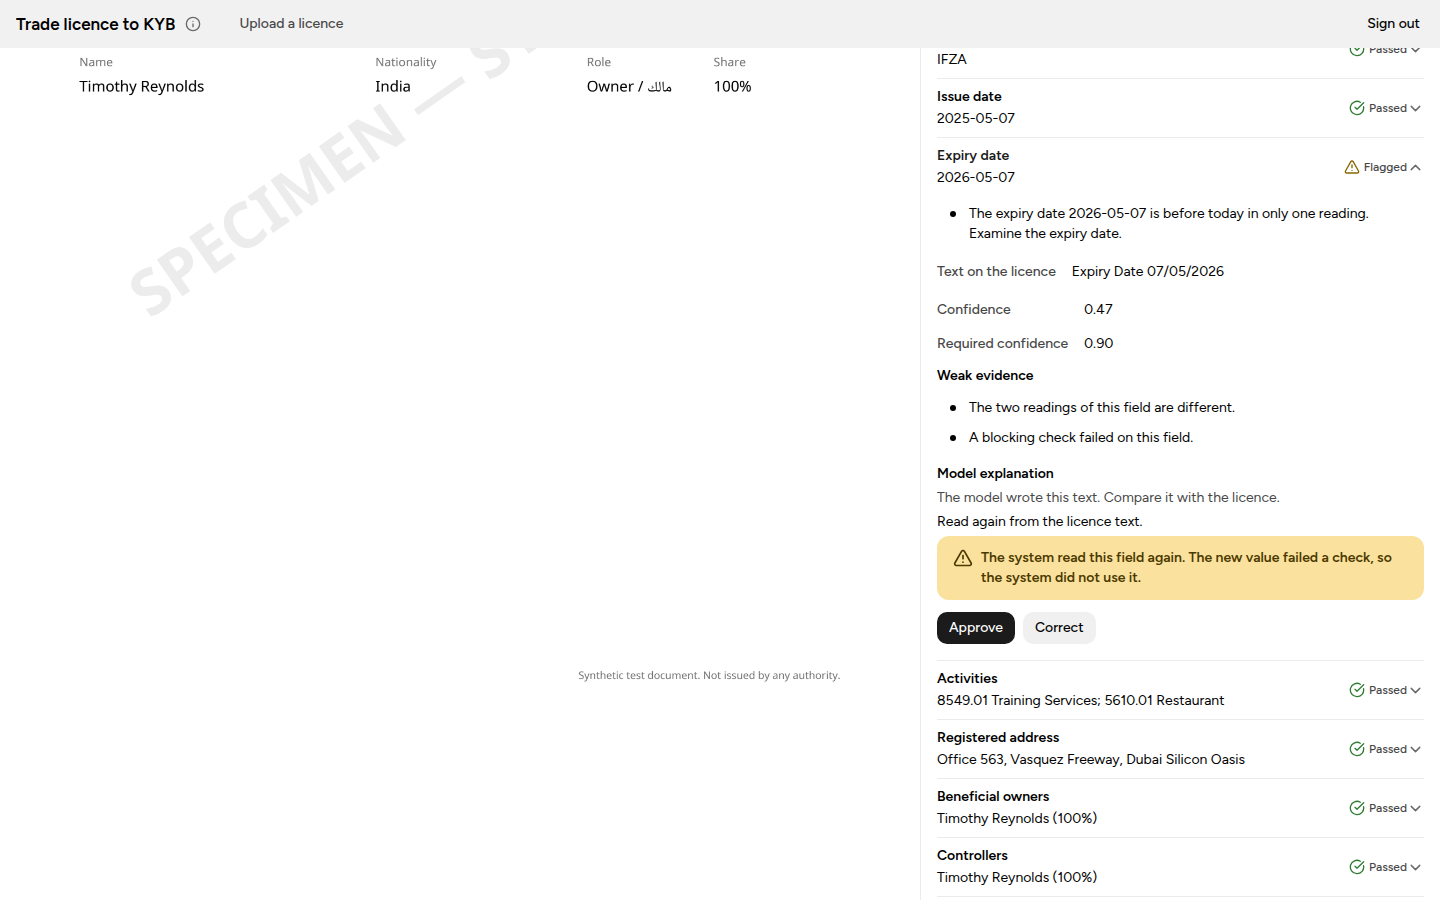 Trade licence to KYB
Upload a licence
Sign out
Name
Nationality
Role
Share
Timothy Reynolds
India
Owner / مالك
100%
SPECIMEN — S
Synthetic test document. Not issued by any authority.
Passed
IFZA
Issue date
2025-05-07
Passed
Expiry date
2026-05-07
Flagged
The expiry date 2026-05-07 is before today in only one reading.
Examine the expiry date.
Text on the licence
Expiry Date 07/05/2026
Confidence
0.47
Required confidence
0.90
Weak evidence
The two readings of this field are different.
A blocking check failed on this field.
Model explanation
The model wrote this text. Compare it with the licence.
Read again from the licence text.
The system read this field again. The new value failed a check, so
the system did not use it.
Approve
Correct
Activities
8549.01 Training Services; 5610.01 Restaurant
Passed
Registered address
Office 563, Vasquez Freeway, Dubai Silicon Oasis
Passed
Beneficial owners
Timothy Reynolds (100%)
Passed
Controllers
Timothy Reynolds (100%)
Passed